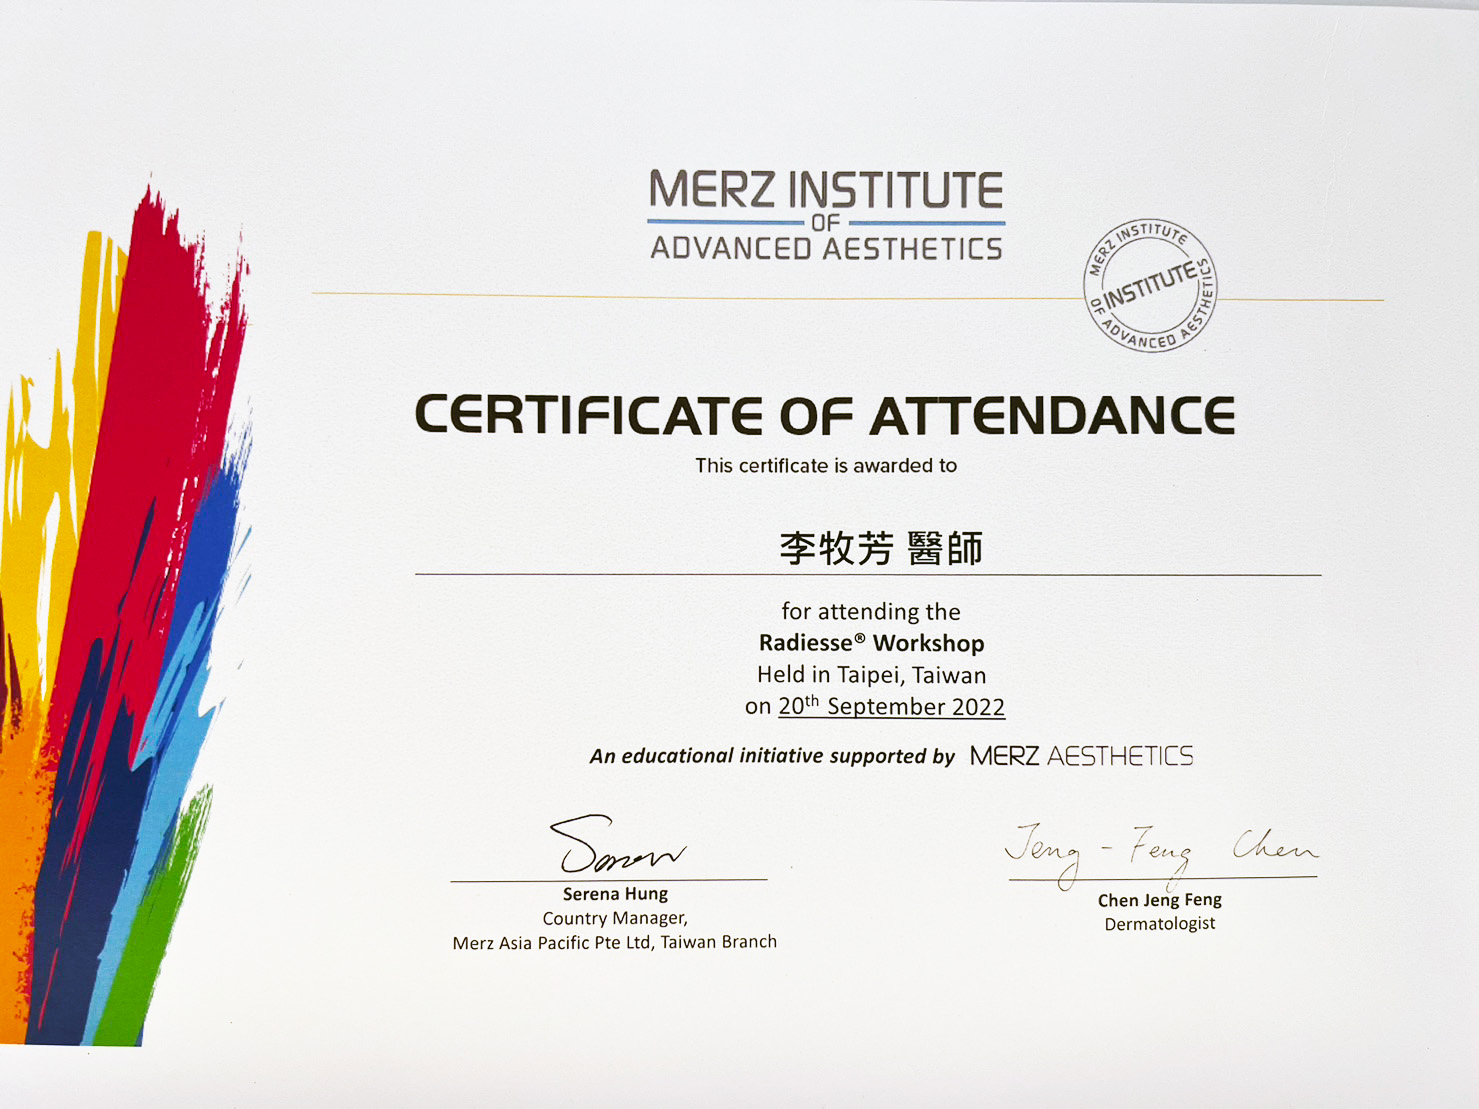 MERZ INSTITUTE
OF
ADVANCED AESTHETICS
MERZ INSTITUTE OF ADVANCED AESTHETICS
INSTITUTE
CERTIFICATE OF ATTENDANCE
This certificate is awarded to
李牧芳 醫師
for attending the
Radiesse® Workshop
Held in Taipei, Taiwan
on 20th September 2022
An educational initiative supported by MERZ AESTHETICS
Jeng-Feng Chen
Serena Hung
Country Manager,
Merz Asia Pacific Pte Ltd, Taiwan Branch
Chen Jeng Feng
Dermatologist